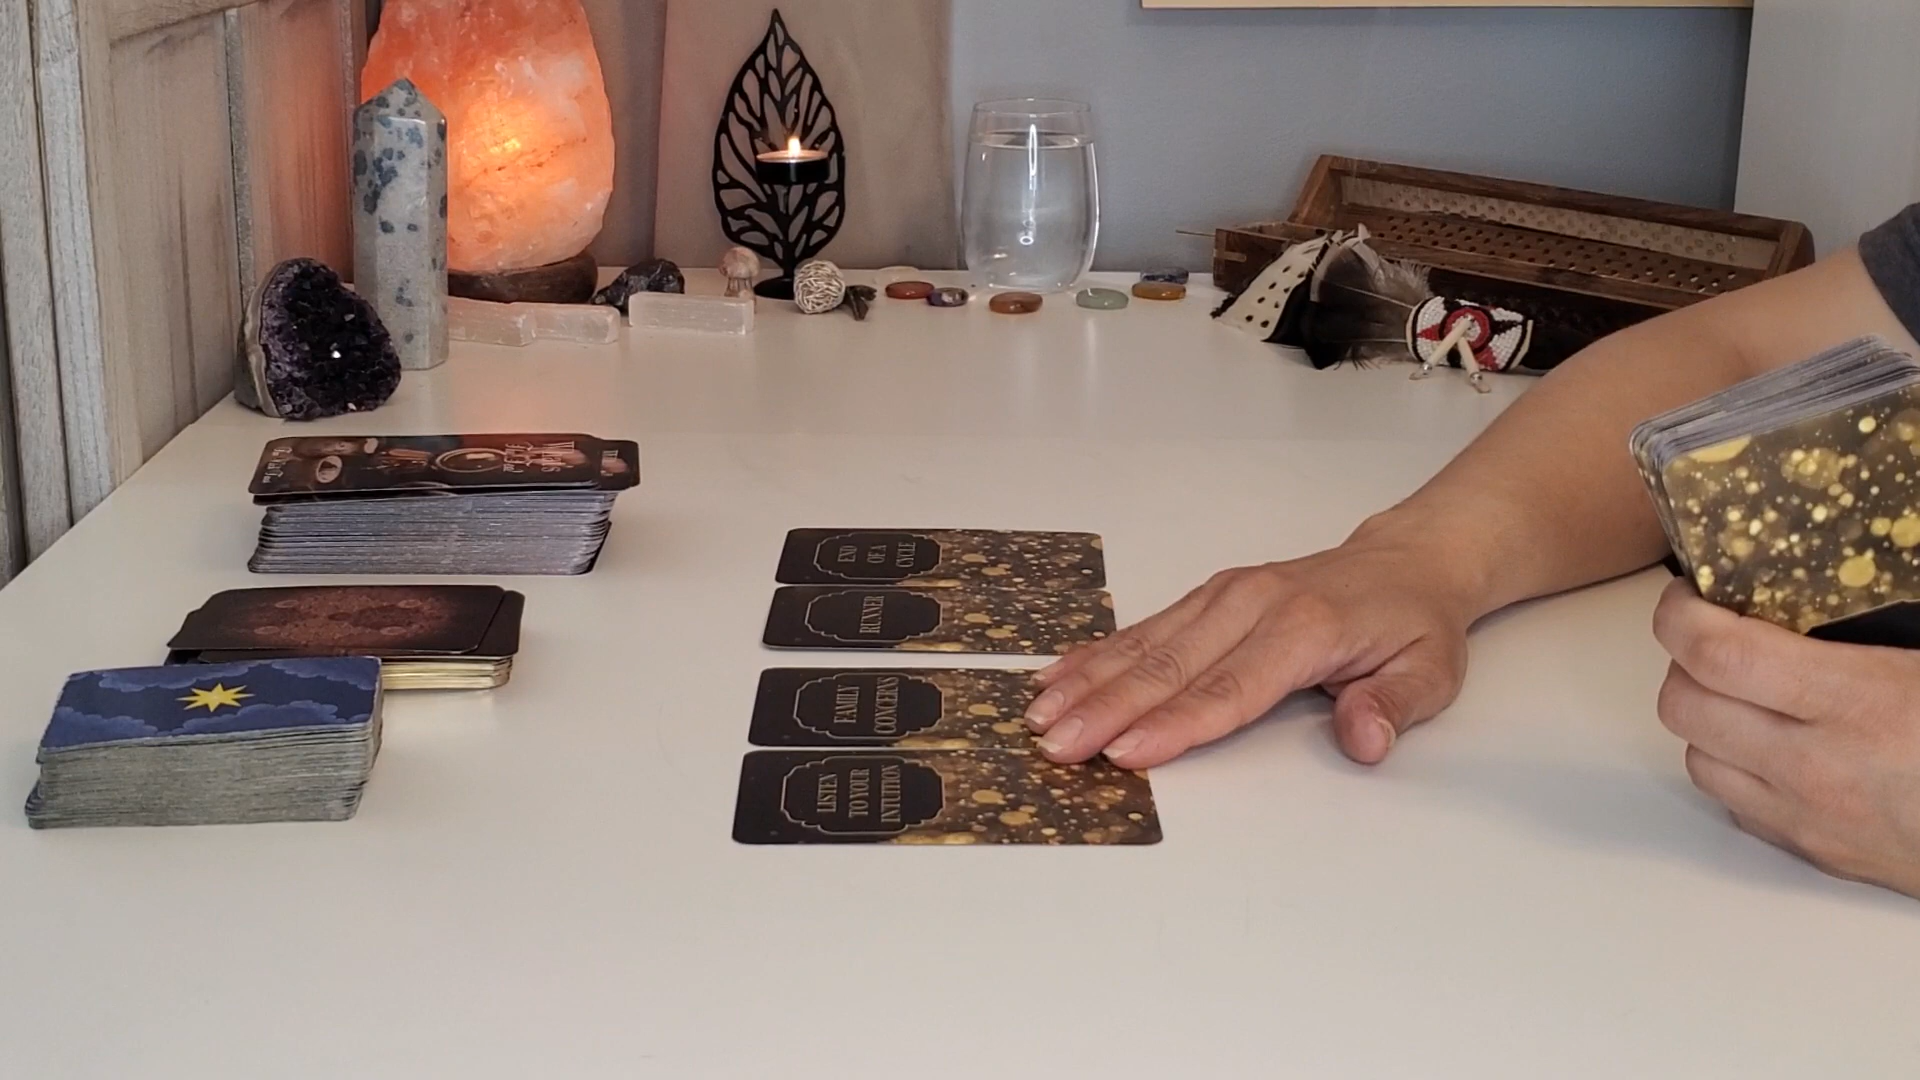 END
OF A
CYCLE
RUNNER
FAMILY
CONCERNS
LISTEN
TO YOUR
INTUITION